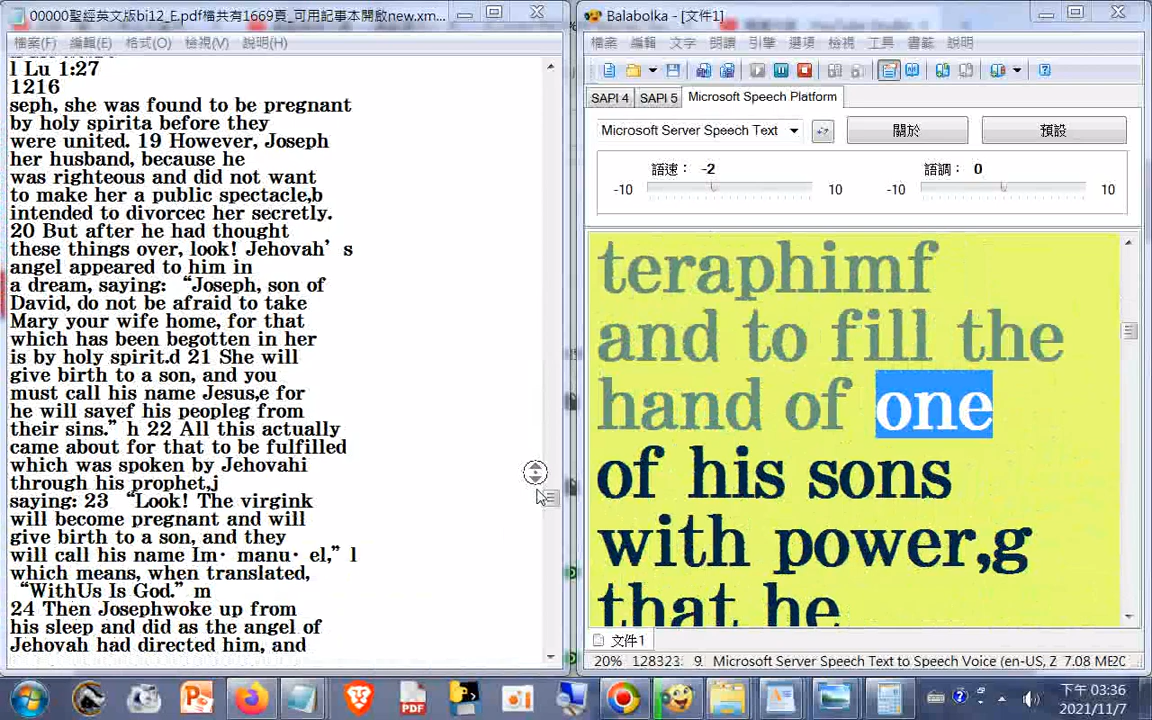 00000聖經英文版bi12_E.pdf檔共有1669頁_可用記事本開啟new.xm...
檔案(F) 編輯(E) 格式(O) 檢視(V) 說明(H)
l Lu 1:27
1216
seph, she was found to be pregnant
by holy spirita before they
were united. 19 However, Joseph
her husband, because he
was righteous and did not want
to make her a public spectacle,b
intended to divorcec her secretly.
20 But after he had thought
these things over, look! Jehovah’s
angel appeared to him in
a dream, saying: “Joseph, son of
David, do not be afraid to take
Mary your wife home, for that
which has been begotten in her
is by holy spirit.d 21 She will
give birth to a son, and you
must call his name Jesus,e for
he will savef his peopleg from
their sins.” h 22 All this actually
came about for that to be fulfilled
which was spoken by Jehovahi
through his prophet,j
saying: 23 “Look! The virgink
will become pregnant and will
give birth to a son, and they
will call his name Im·manu·el,” l
which means, when translated,
“WithUs Is God.” m
24 Then Josephwoke up from
his sleep and did as the angel of
Jehovah had directed him, and
Balabolka - [文件1]
檔案 編輯 文字 朗讀 引擎 選項 檢視 工具 書籤 說明
SAPI 4 SAPI 5 Microsoft Speech Platform
Microsoft Server Speech Text 關於 預設
語速: -2 語調: 0
-10 10 -10 10
teraphimf
and to fill the
hand of one
of his sons
with power,g
that he
文件1
20% 128323 9. Microsoft Server Speech Text to Speech Voice (en-US, Z 7.08 ME
下午 03:36
2021/11/7